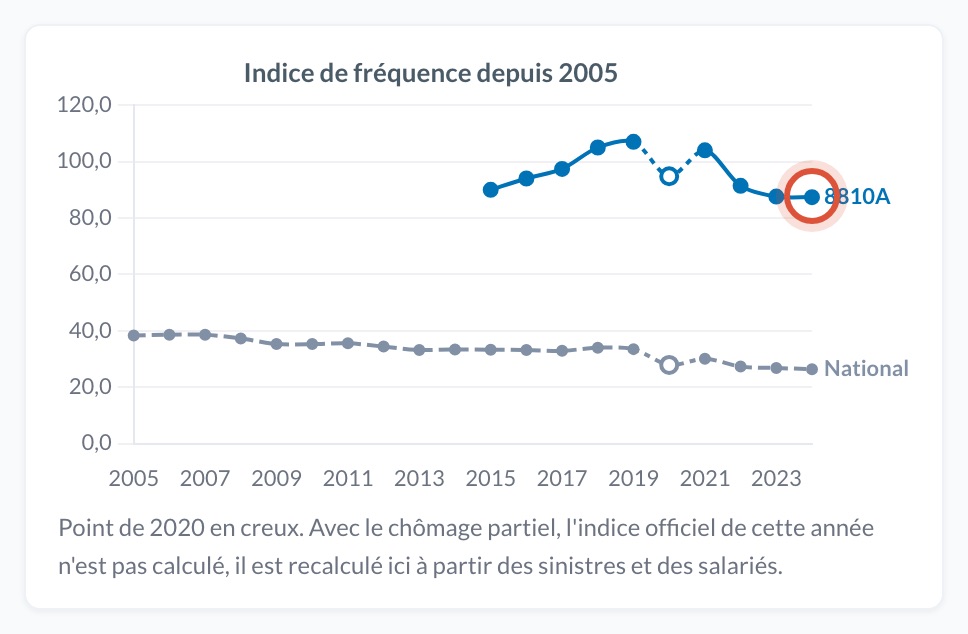 Indice de fréquence depuis 2005
120,0
100,0
80,0
60,0
40,0
20,0
0,0
8810A
National
2005 2007 2009 2011 2013 2015 2017 2019 2021 2023
Point de 2020 en creux. Avec le chômage partiel, l'indice officiel de cette année
n'est pas calculé, il est recalculé ici à partir des sinistres et des salariés.